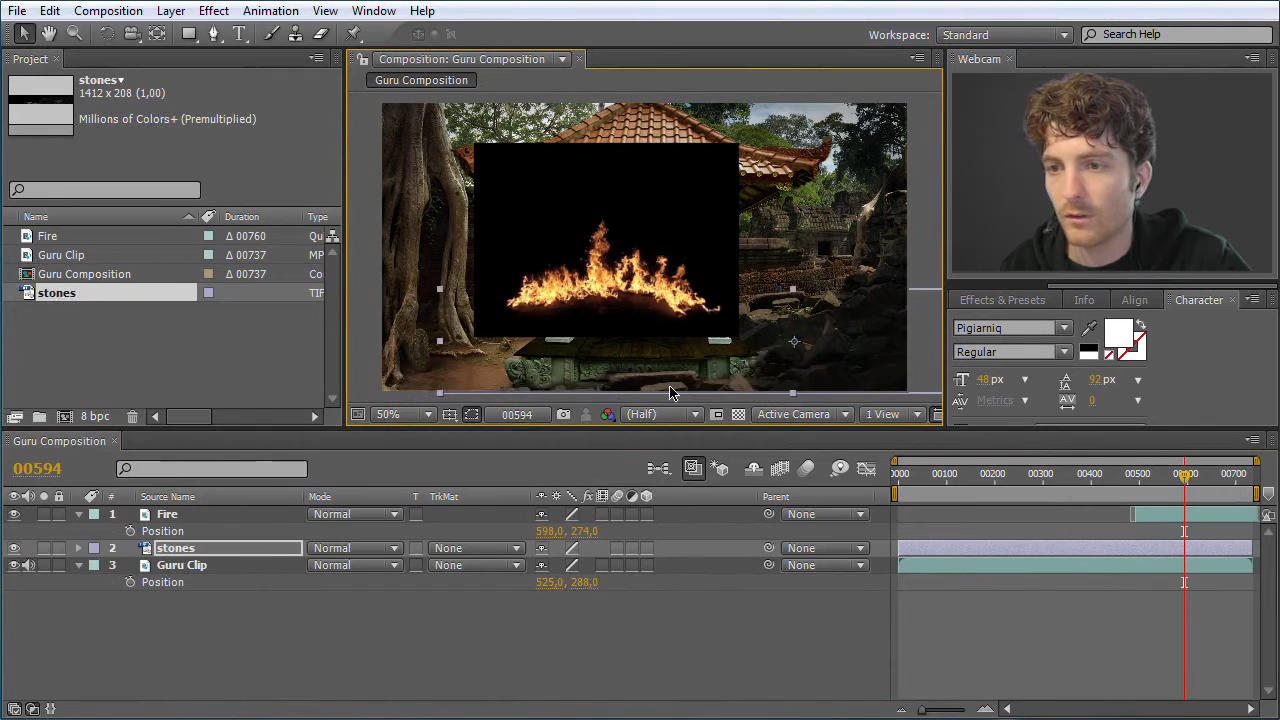 File Edit Composition Layer Effect Animation View Window Help
Workspace: Standard Search Help
Project
Composition: Guru Composition
Webcam
stones▾
1412 x 208 (1,00)
Millions of Colors+ (Premultiplied)
Guru Composition
Name Duration Type
Fire Δ 00760 Qu
Guru Clip Δ 00737 MP
Guru Composition Δ 00737 Co
stones TIF
Effects & Presets Info Align Character
Pigiarniq
Regular
48 px 92 px
Metrics 0
8 bpc
50% 00594 (Half) Active Camera 1 View
Guru Composition
00594
0000 00100 00200 00300 00400 00500 00600 00700
# Source Name Mode T TrkMat fx Parent
1 Fire Normal None
Position 598,0, 274,0
2 stones Normal None None
3 Guru Clip Normal None None
Position 525,0, 288,0